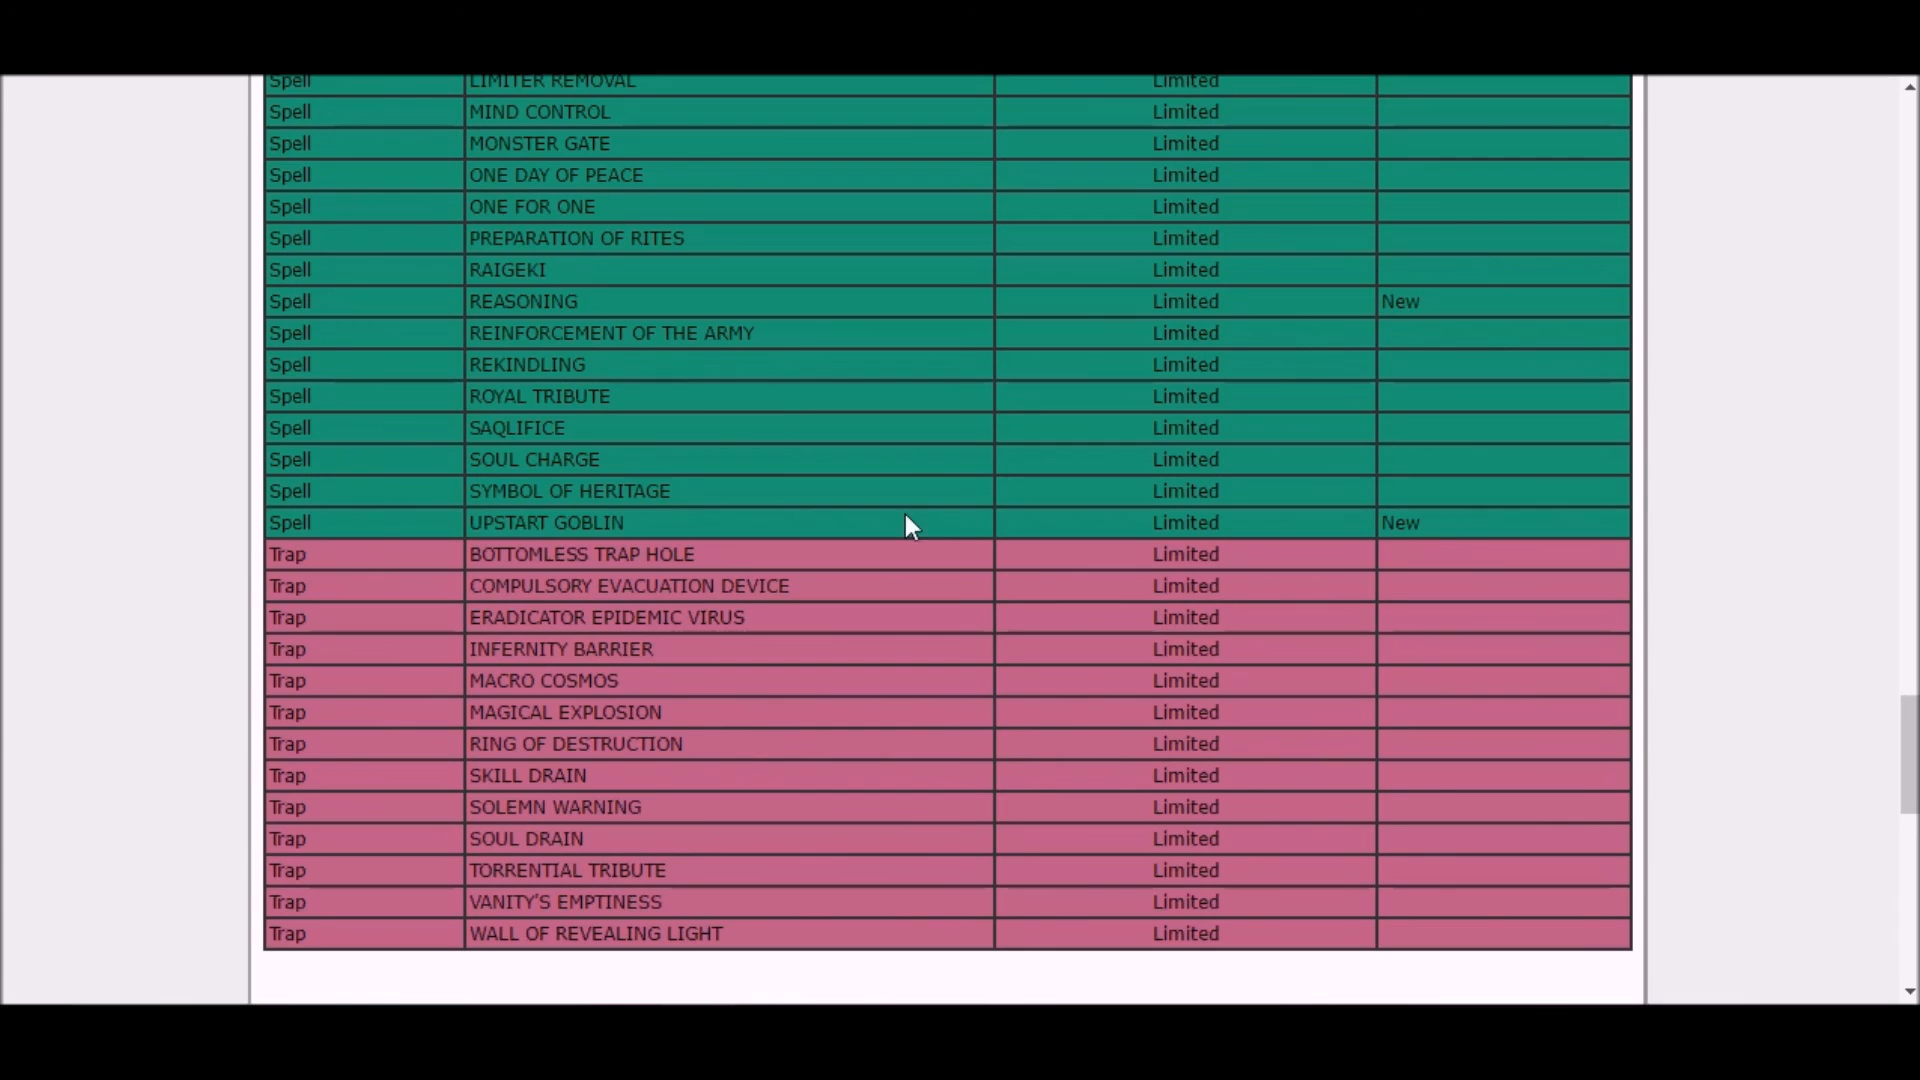 Spell LIMITER REMOVAL Limited
Spell MIND CONTROL Limited
Spell MONSTER GATE Limited
Spell ONE DAY OF PEACE Limited
Spell ONE FOR ONE Limited
Spell PREPARATION OF RITES Limited
Spell RAIGEKI Limited
Spell REASONING Limited New
Spell REINFORCEMENT OF THE ARMY Limited
Spell REKINDLING Limited
Spell ROYAL TRIBUTE Limited
Spell SAQLIFICE Limited
Spell SOUL CHARGE Limited
Spell SYMBOL OF HERITAGE Limited
Spell UPSTART GOBLIN Limited New
Trap BOTTOMLESS TRAP HOLE Limited
Trap COMPULSORY EVACUATION DEVICE Limited
Trap ERADICATOR EPIDEMIC VIRUS Limited
Trap INFERNITY BARRIER Limited
Trap MACRO COSMOS Limited
Trap MAGICAL EXPLOSION Limited
Trap RING OF DESTRUCTION Limited
Trap SKILL DRAIN Limited
Trap SOLEMN WARNING Limited
Trap SOUL DRAIN Limited
Trap TORRENTIAL TRIBUTE Limited
Trap VANITY’S EMPTINESS Limited
Trap WALL OF REVEALING LIGHT Limited